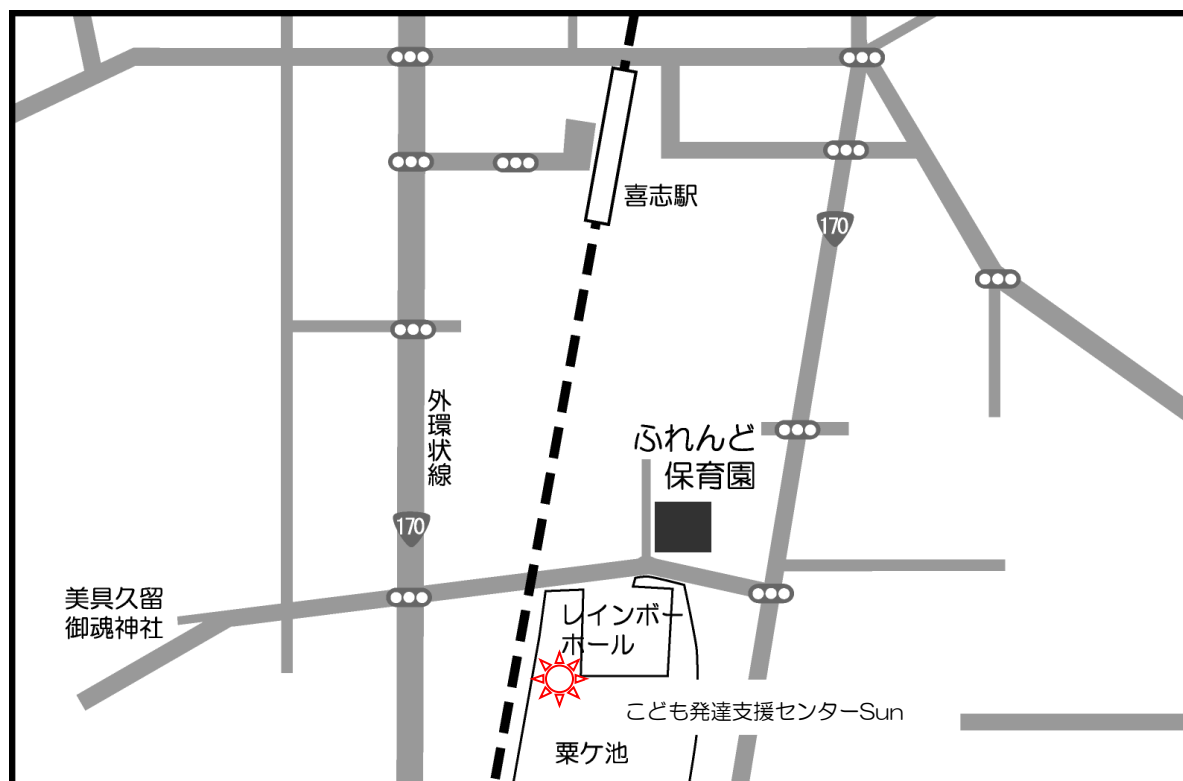 喜志駅
170
外環状線
ふれんど
保育園
170
美具久留
御魂神社
レインボー
ホール
こども発達支援センターSun
粟ケ池